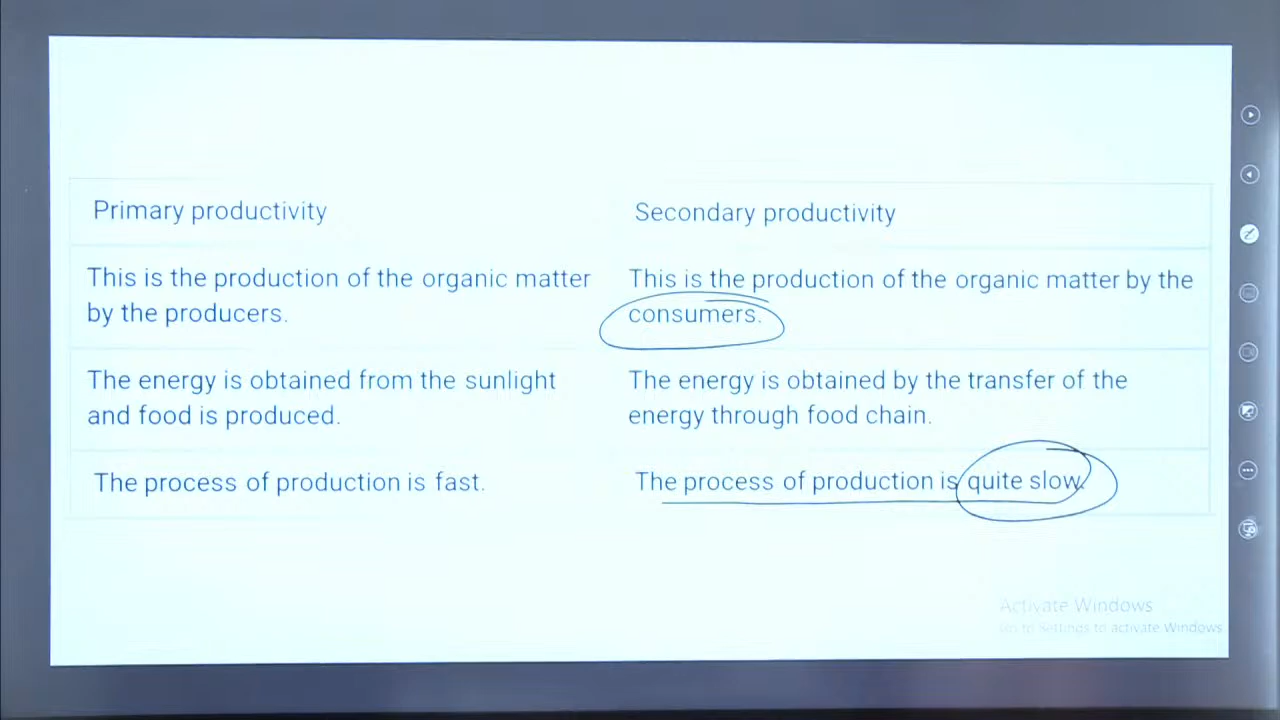 Primary productivity
Secondary productivity
This is the production of the organic matter
by the producers.
This is the production of the organic matter by the
consumers.
The energy is obtained from the sunlight
and food is produced.
The energy is obtained by the transfer of the
energy through food chain.
The process of production is fast.
The process of production is quite slow.
Activate Windows
Go to Settings to activate Windows